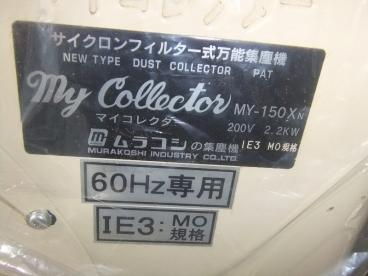 サイクロンフィルター式万能集塵機
NEW TYPE DUST COLLECTOR PAT
My Collector MY-150XN
マイコレクター 200V 2.2KW
ムラコシの集塵機 IE3 MO規格
MURAKOSHI INDUSTRY CO.,LTD.
60Hz専用
IE3:MO規格